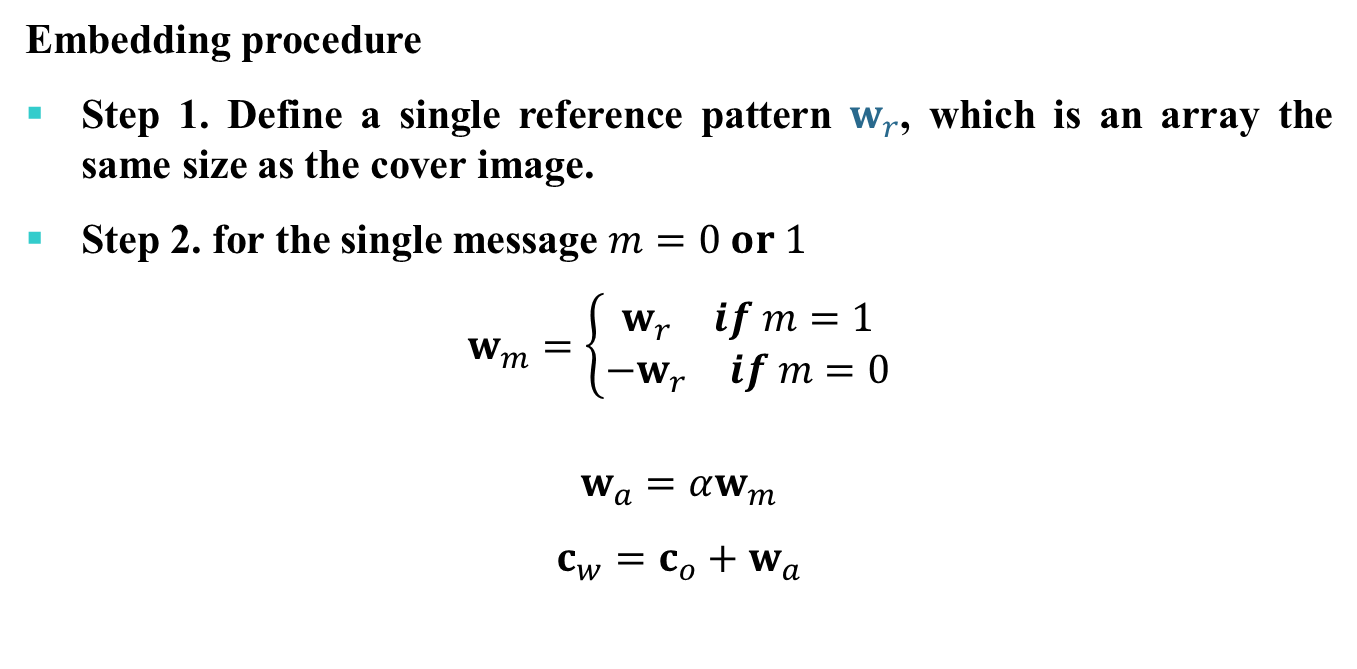 Embedding procedure
▪ Step 1. Define a single reference pattern 𝐰ᵣ, which is an array the
same size as the cover image.
▪ Step 2. for the single message 𝑚 = 0 or 1
𝐰_𝑚 = { 𝐰_𝑟 𝒊𝒇 𝑚 = 1
−𝐰_𝑟 𝒊𝒇 𝑚 = 0
𝐰_𝑎 = 𝛼𝐰_𝑚
𝐜_𝑤 = 𝐜_𝑜 + 𝐰_𝑎